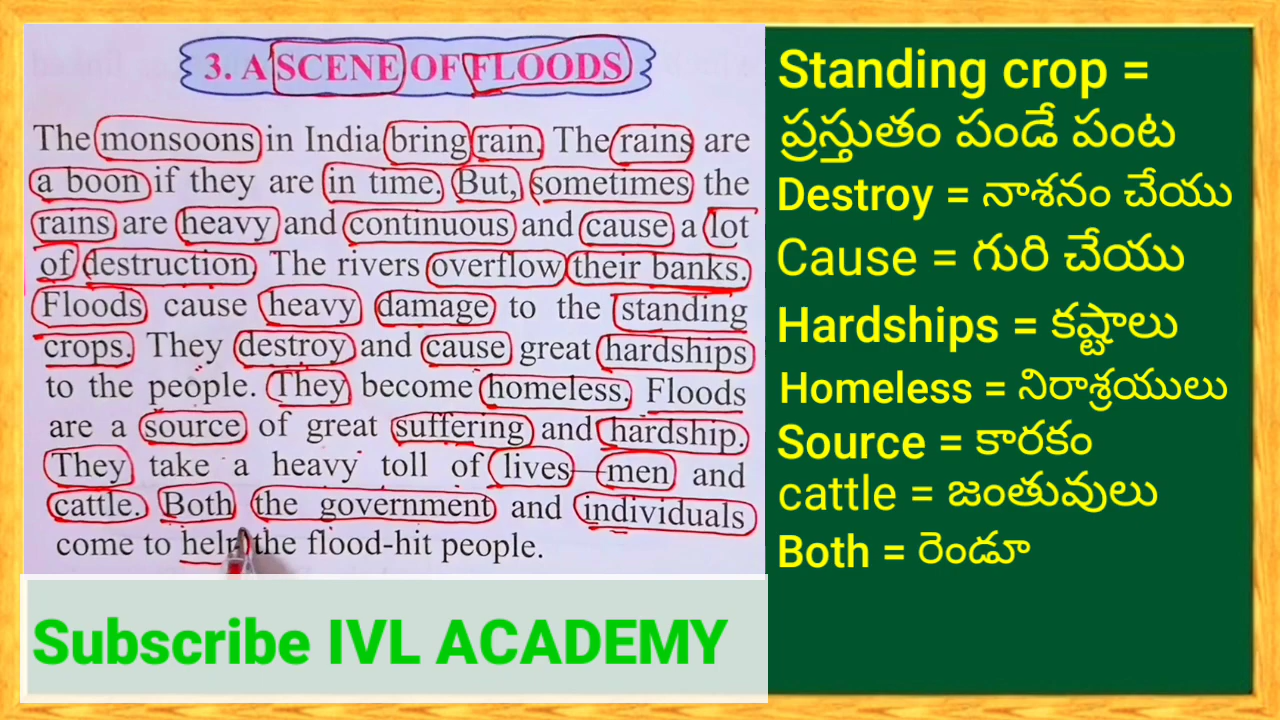 3. A SCENE OF FLOODS
The monsoons in India bring rain. The rains are
a boon if they are in time. But, sometimes the
rains are heavy and continuous and cause a lot
of destruction. The rivers overflow their banks.
Floods cause heavy damage to the standing
crops. They destroy and cause great hardships
to the people. They become homeless. Floods
are a source of great suffering and hardship.
They take a heavy toll of lives—men and
cattle. Both the government and individuals
come to help the flood-hit people.
Subscribe IVL ACADEMY
Standing crop =
ప్రస్తుతం పండే పంట
Destroy = నాశనం చేయు
Cause = గురి చేయు
Hardships = కష్టాలు
Homeless = నిరాశ్రయులు
Source = కారకం
cattle = జంతువులు
Both = రెండూ